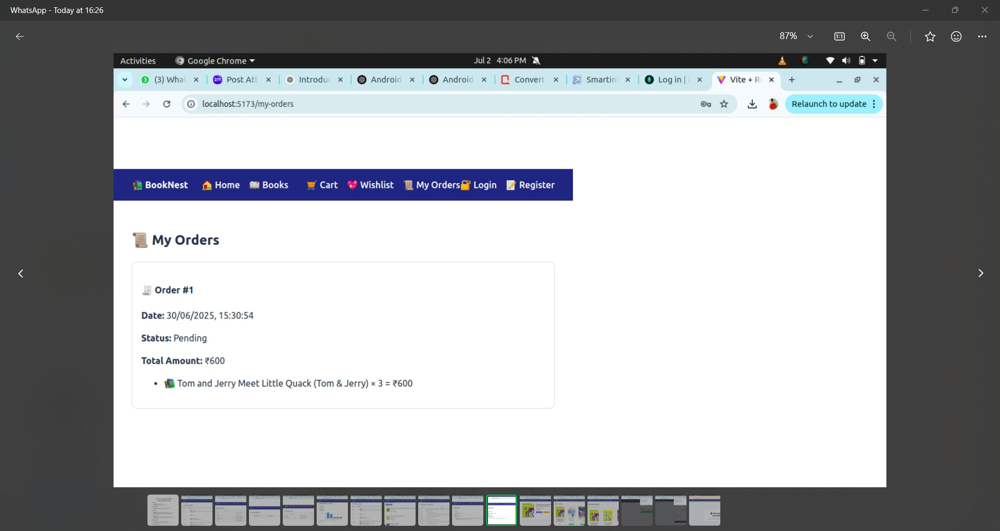 WhatsApp - Today at 16:26
87%
1:1
Activities
Google Chrome
Jul 2 4:06 PM
(3) What
Post Att
Introduc
Android
Android
Convert
Smartin
Log in |
Vite + R
localhost:5173/my-orders
Relaunch to update
BookNest
Home
Books
Cart
Wishlist
My Orders
Login
Register
My Orders
Order #1
Date: 30/06/2025, 15:30:54
Status: Pending
Total Amount: ₹600
• Tom and Jerry Meet Little Quack (Tom & Jerry) × 3 = ₹600